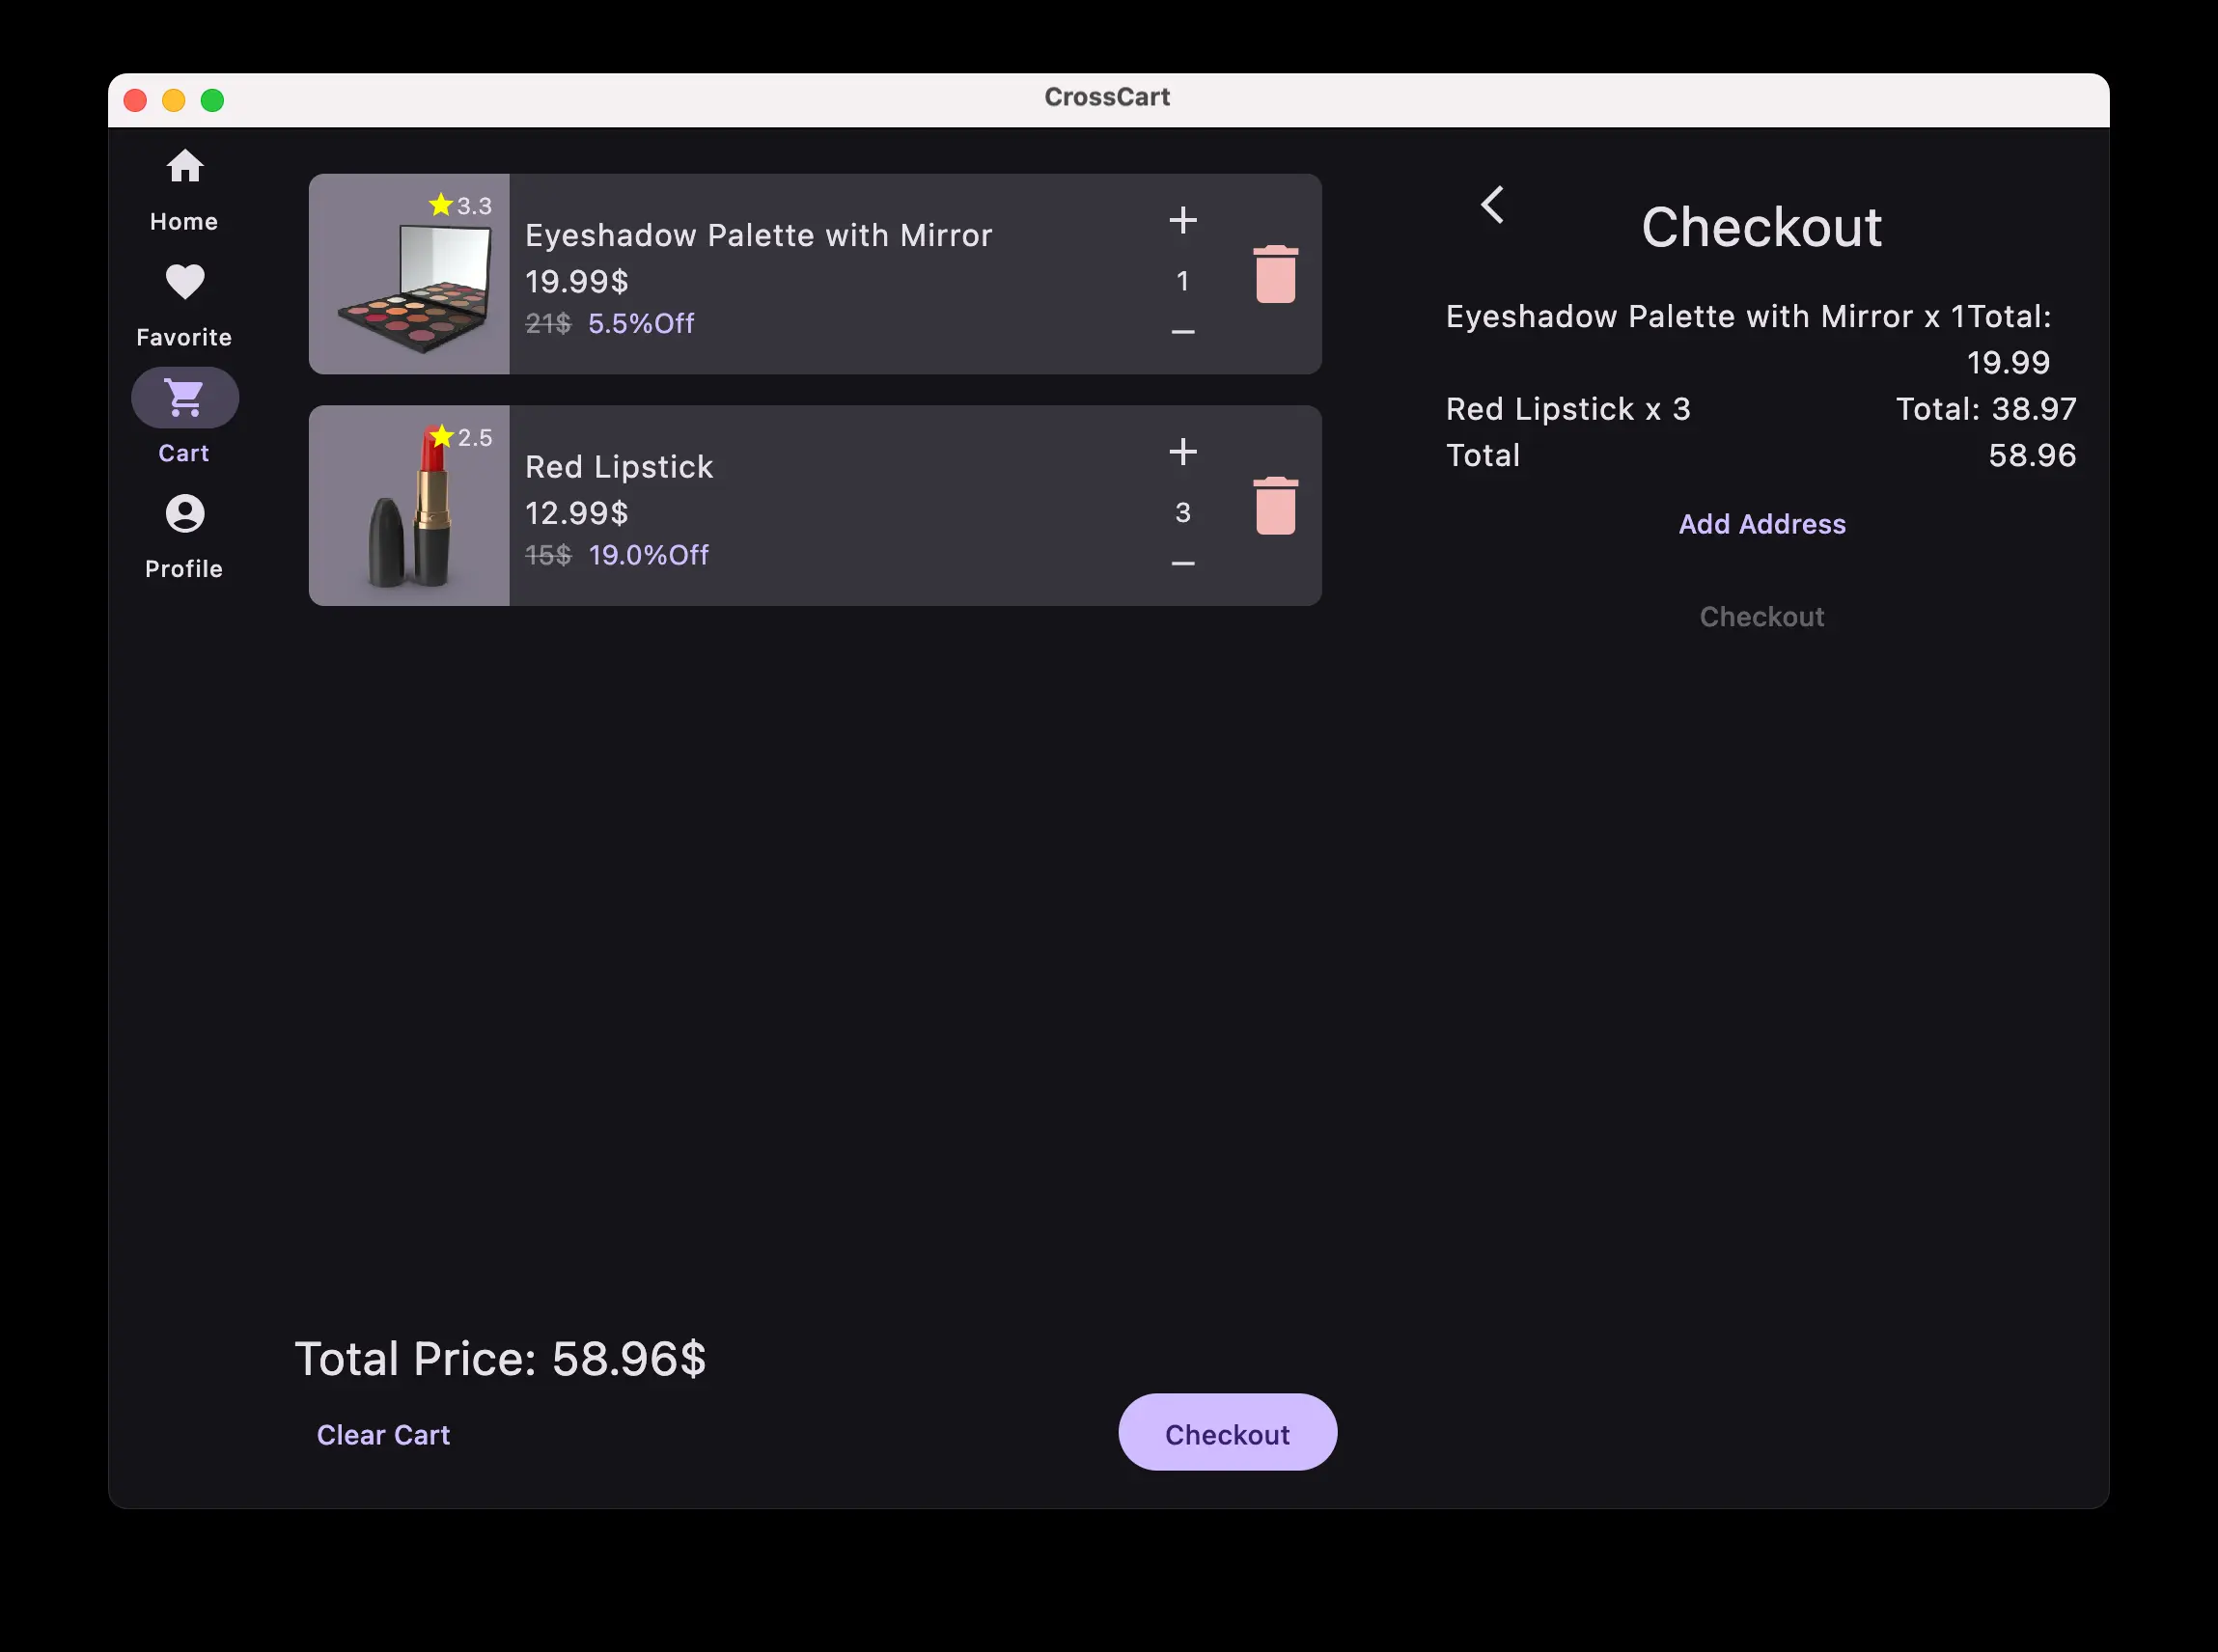 CrossCart
Home
Favorite
Cart
Profile
3.3
Eyeshadow Palette with Mirror
19.99$
21$ 5.5%Off
1
2.5
Red Lipstick
12.99$
15$ 19.0%Off
3
Total Price: 58.96$
Clear Cart
Checkout
Checkout
Eyeshadow Palette with Mirror x 1Total:
19.99
Red Lipstick x 3 Total: 38.97
Total 58.96
Add Address
Checkout